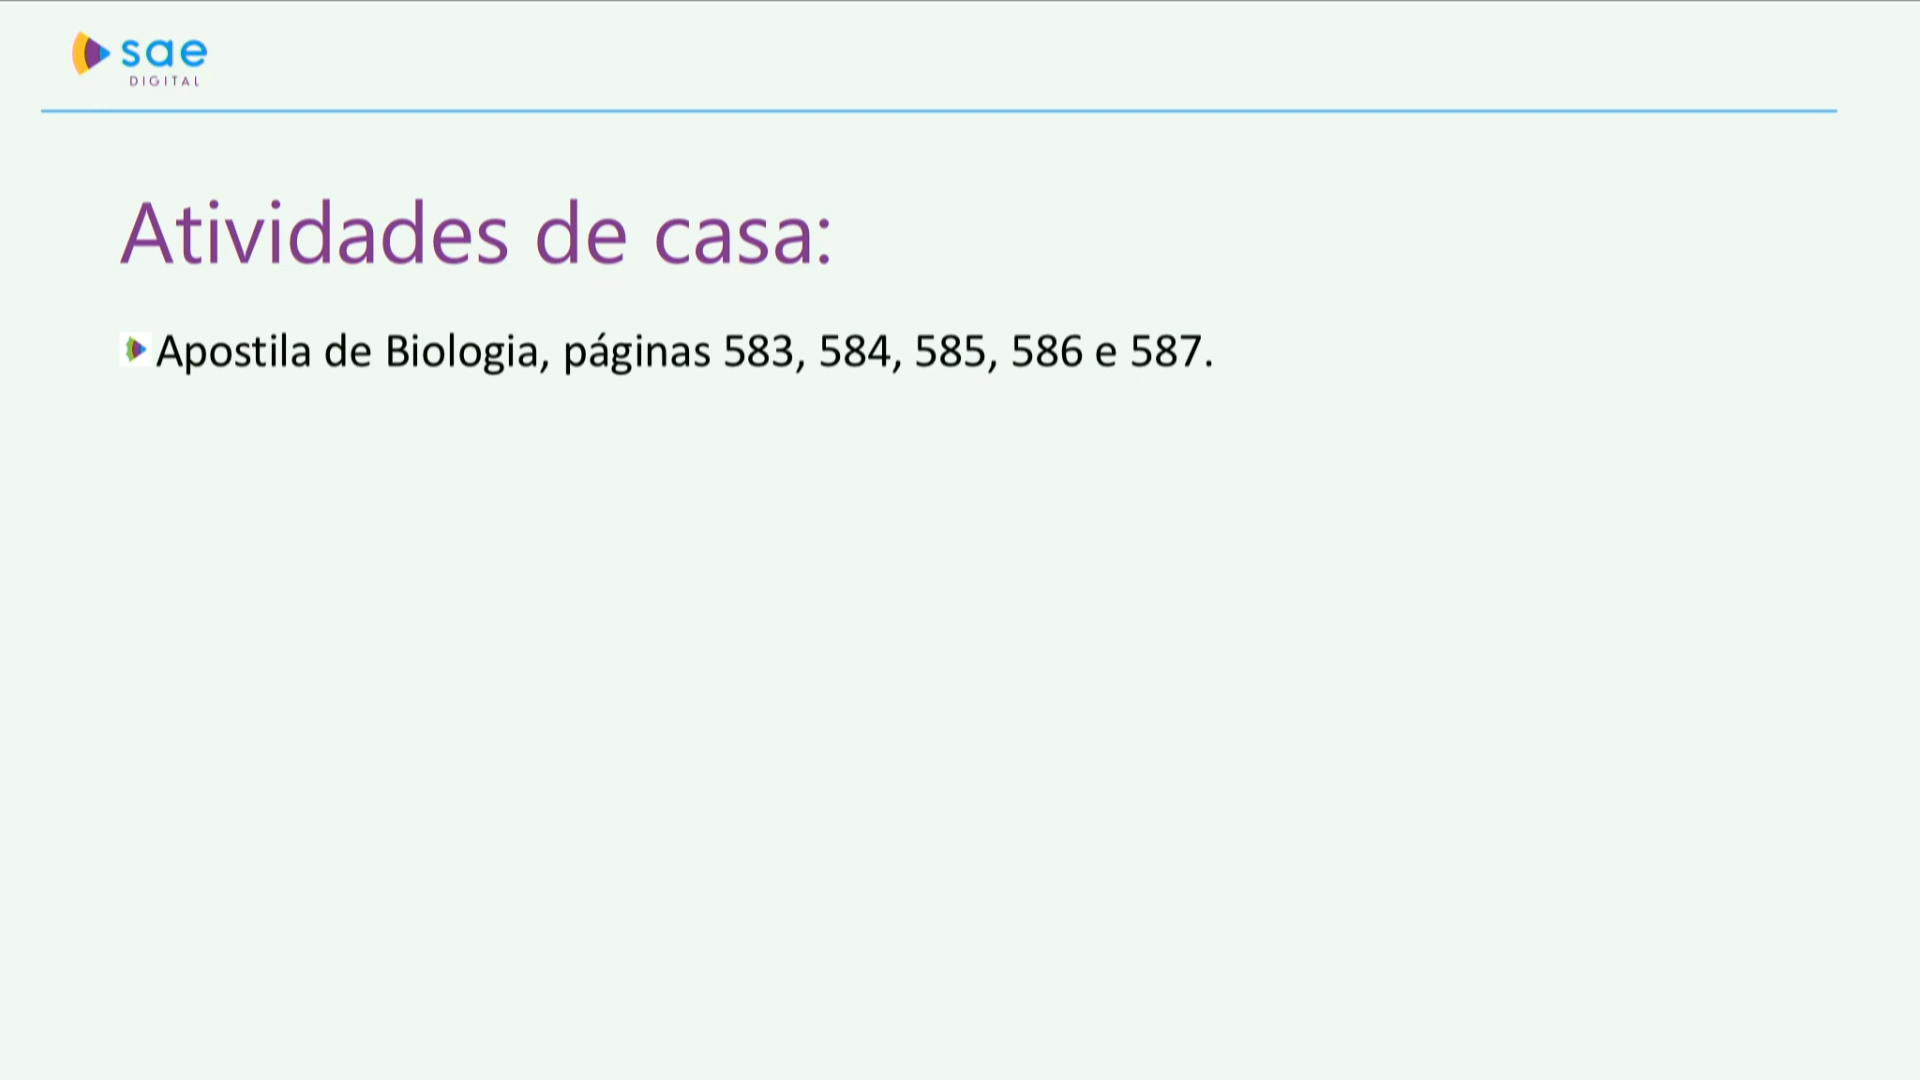 sae
DIGITAL
Atividades de casa:
Apostila de Biologia, páginas 583, 584, 585, 586 e 587.